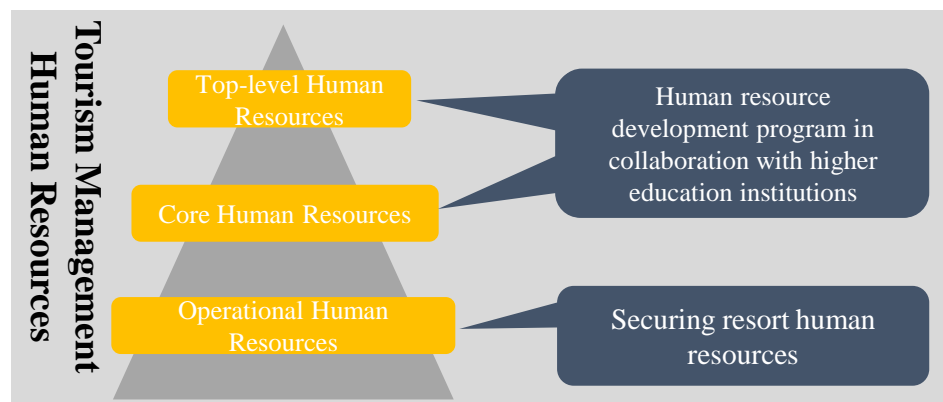 Tourism Management
Human Resources
Top-level Human
Resources
Core Human Resources
Operational Human
Resources
Human resource
development program in
collaboration with higher
education institutions
Securing resort human
resources